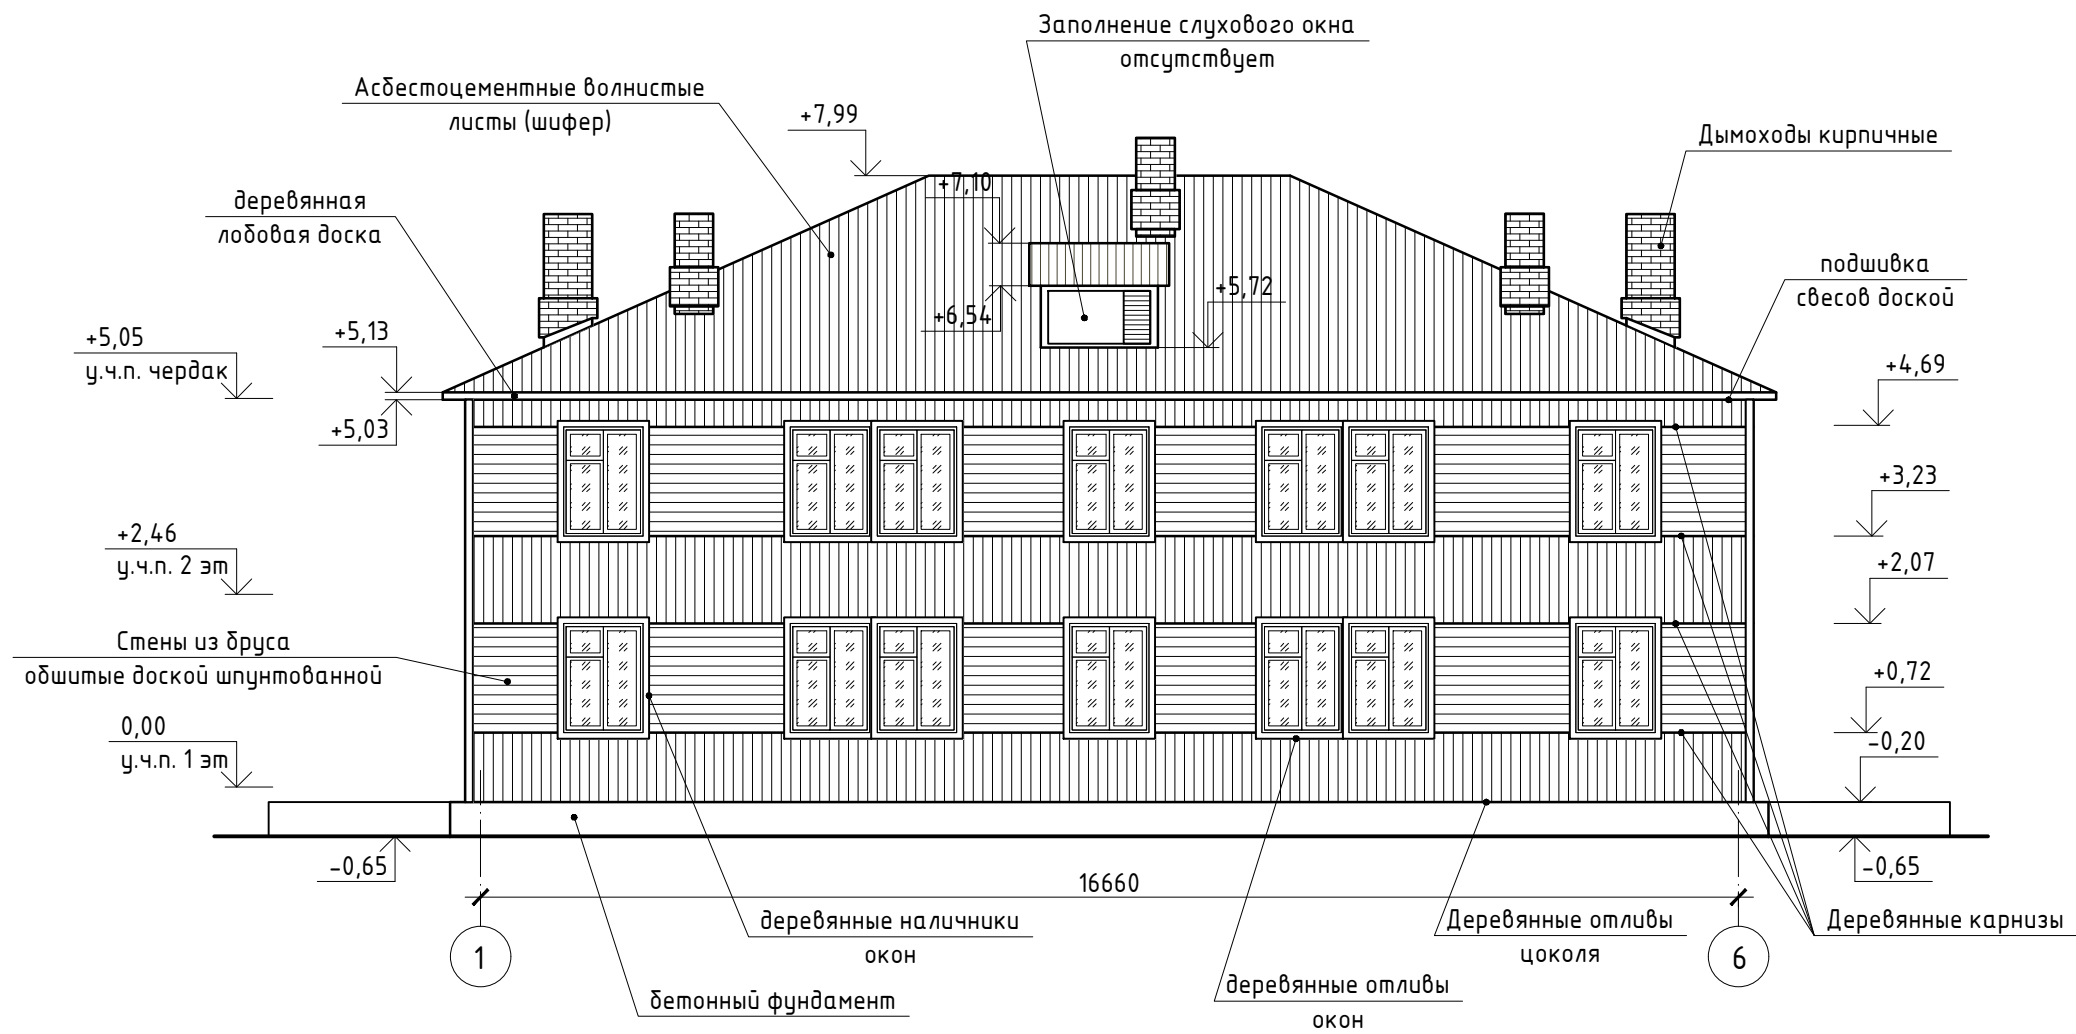 Заполнение слухового окна
отсутствует
Асбестоцементные волнистые
листы (шифер)
+7,99
Дымоходы кирпичные
+7,10
деревянная
лобовая доска
подшивка
свесов доской
+5,72
+6,54
+5,05
у.ч.п. чердак
+5,13
+5,03
+4,69
+3,23
+2,46
у.ч.п. 2 эт
+2,07
Стены из бруса
обшитые доской шпунтованной
+0,72
0,00
у.ч.п. 1 эт
-0,20
-0,65
-0,65
16660
деревянные наличники
окон
Деревянные отливы
цоколя
Деревянные карнизы
1
6
бетонный фундамент
деревянные отливы
окон